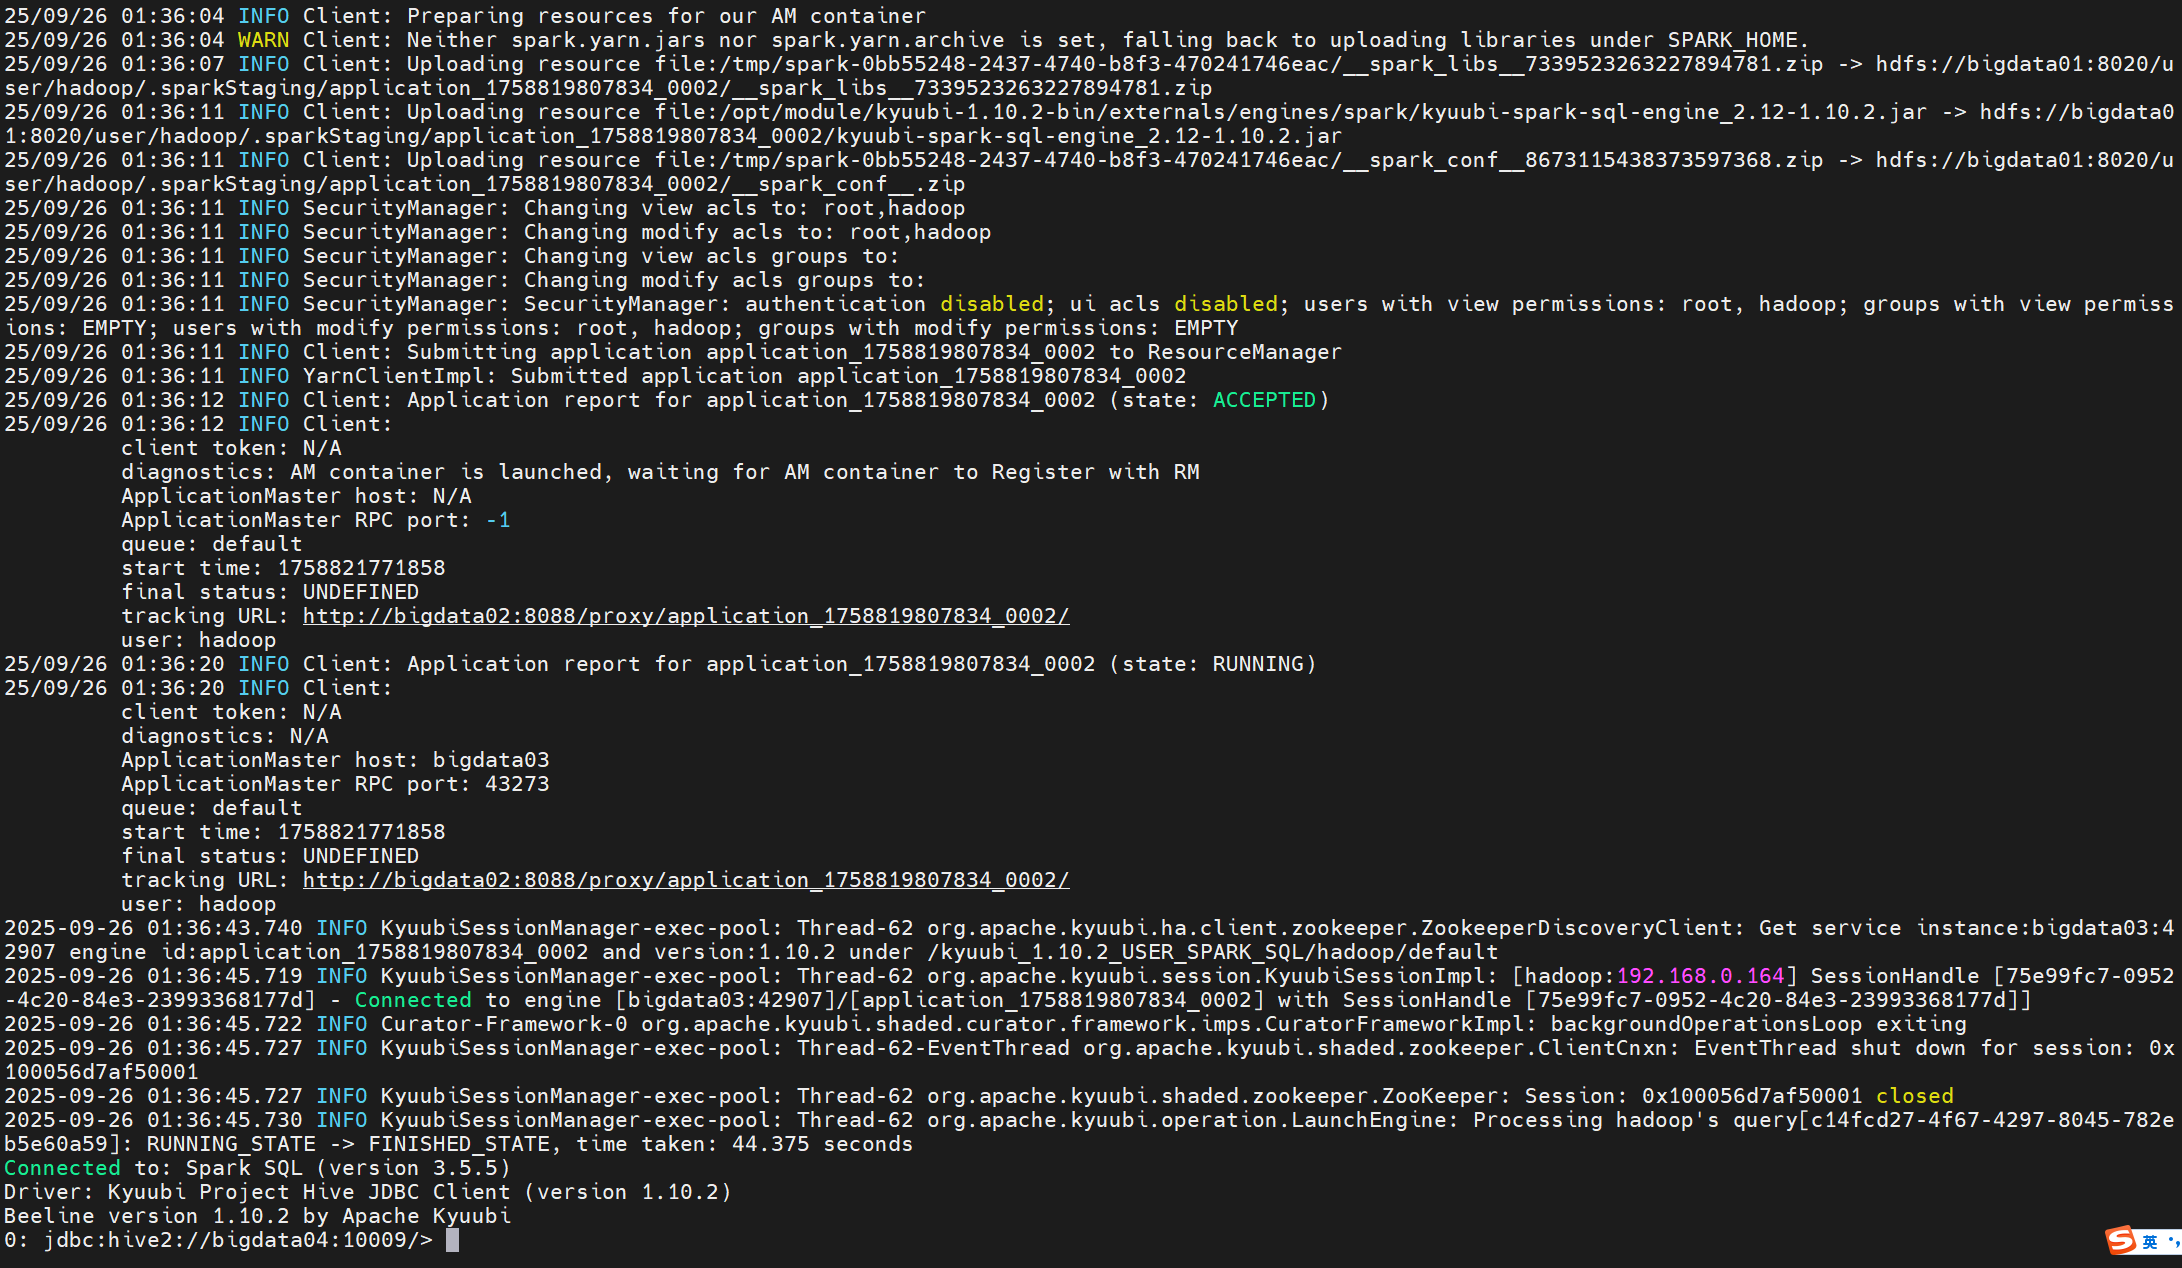 25/09/26 01:36:04 INFO Client: Preparing resources for our AM container
25/09/26 01:36:04 WARN Client: Neither spark.yarn.jars nor spark.yarn.archive is set, falling back to uploading libraries under SPARK_HOME.
25/09/26 01:36:07 INFO Client: Uploading resource file:/tmp/spark-0bb55248-2437-4740-b8f3-470241746eac/__spark_libs__7339523263227894781.zip -> hdfs://bigdata01:8020/u
ser/hadoop/.sparkStaging/application_1758819807834_0002/__spark_libs__7339523263227894781.zip
25/09/26 01:36:11 INFO Client: Uploading resource file:/opt/module/kyuubi-1.10.2-bin/externals/engines/spark/kyuubi-spark-sql-engine_2.12-1.10.2.jar -> hdfs://bigdata0
1:8020/user/hadoop/.sparkStaging/application_1758819807834_0002/kyuubi-spark-sql-engine_2.12-1.10.2.jar
25/09/26 01:36:11 INFO Client: Uploading resource file:/tmp/spark-0bb55248-2437-4740-b8f3-470241746eac/__spark_conf__8673115438373597368.zip -> hdfs://bigdata01:8020/u
ser/hadoop/.sparkStaging/application_1758819807834_0002/__spark_conf__.zip
25/09/26 01:36:11 INFO SecurityManager: Changing view acls to: root,hadoop
25/09/26 01:36:11 INFO SecurityManager: Changing modify acls to: root,hadoop
25/09/26 01:36:11 INFO SecurityManager: Changing view acls groups to:
25/09/26 01:36:11 INFO SecurityManager: Changing modify acls groups to:
25/09/26 01:36:11 INFO SecurityManager: SecurityManager: authentication disabled; ui acls disabled; users with view permissions: root, hadoop; groups with view permiss
ions: EMPTY; users with modify permissions: root, hadoop; groups with modify permissions: EMPTY
25/09/26 01:36:11 INFO Client: Submitting application application_1758819807834_0002 to ResourceManager
25/09/26 01:36:11 INFO YarnClientImpl: Submitted application application_1758819807834_0002
25/09/26 01:36:12 INFO Client: Application report for application_1758819807834_0002 (state: ACCEPTED)
25/09/26 01:36:12 INFO Client:
client token: N/A
diagnostics: AM container is launched, waiting for AM container to Register with RM
ApplicationMaster host: N/A
ApplicationMaster RPC port: -1
queue: default
start time: 1758821771858
final status: UNDEFINED
tracking URL: http://bigdata02:8088/proxy/application_1758819807834_0002/
user: hadoop
25/09/26 01:36:20 INFO Client: Application report for application_1758819807834_0002 (state: RUNNING)
25/09/26 01:36:20 INFO Client:
client token: N/A
diagnostics: N/A
ApplicationMaster host: bigdata03
ApplicationMaster RPC port: 43273
queue: default
start time: 1758821771858
final status: UNDEFINED
tracking URL: http://bigdata02:8088/proxy/application_1758819807834_0002/
user: hadoop
2025-09-26 01:36:43.740 INFO KyuubiSessionManager-exec-pool: Thread-62 org.apache.kyuubi.ha.client.zookeeper.ZookeeperDiscoveryClient: Get service instance:bigdata03:4
2907 engine id:application_1758819807834_0002 and version:1.10.2 under /kyuubi_1.10.2_USER_SPARK_SQL/hadoop/default
2025-09-26 01:36:45.719 INFO KyuubiSessionManager-exec-pool: Thread-62 org.apache.kyuubi.session.KyuubiSessionImpl: [hadoop:192.168.0.164] SessionHandle [75e99fc7-0952
-4c20-84e3-23993368177d] - Connected to engine [bigdata03:42907]/[application_1758819807834_0002] with SessionHandle [75e99fc7-0952-4c20-84e3-23993368177d]]
2025-09-26 01:36:45.722 INFO Curator-Framework-0 org.apache.kyuubi.shaded.curator.framework.imps.CuratorFrameworkImpl: backgroundOperationsLoop exiting
2025-09-26 01:36:45.727 INFO KyuubiSessionManager-exec-pool: Thread-62-EventThread org.apache.kyuubi.shaded.zookeeper.ClientCnxn: EventThread shut down for session: 0x
100056d7af50001
2025-09-26 01:36:45.727 INFO KyuubiSessionManager-exec-pool: Thread-62 org.apache.kyuubi.shaded.zookeeper.ZooKeeper: Session: 0x100056d7af50001 closed
2025-09-26 01:36:45.730 INFO KyuubiSessionManager-exec-pool: Thread-62 org.apache.kyuubi.operation.LaunchEngine: Processing hadoop's query[c14fcd27-4f67-4297-8045-782e
b5e60a59]: RUNNING_STATE -> FINISHED_STATE, time taken: 44.375 seconds
Connected to: Spark SQL (version 3.5.5)
Driver: Kyuubi Project Hive JDBC Client (version 1.10.2)
Beeline version 1.10.2 by Apache Kyuubi
0: jdbc:hive2://bigdata04:10009/>
英